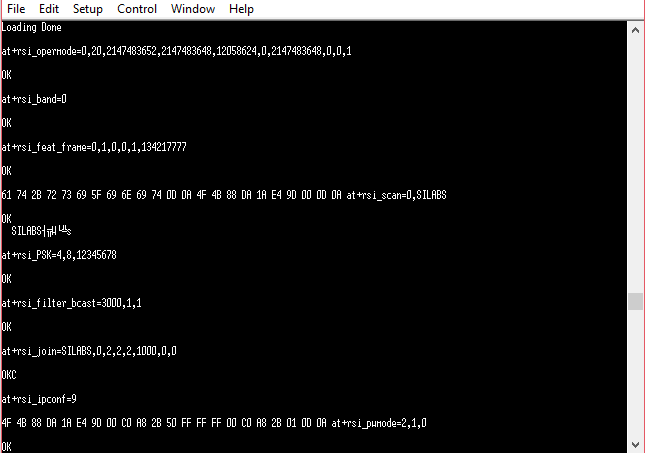 File Edit Setup Control Window Help
Loading Done
at+rsi_opermode=0,20,2147483652,2147483648,12058624,0,2147483648,0,0,1
OK
at+rsi_band=0
OK
at+rsi_feat_frame=0,1,0,0,1,134217777
OK
61 74 2B 72 73 69 5F 69 6E 69 74 0D 0A 4F 4B 88 DA 1A E4 9D 00 0D 0A at+rsi_scan=0,SILABS
OK
SILABS
at+rsi_PSK=4,8,12345678
OK
at+rsi_filter_bcast=3000,1,1
OK
at+rsi_join=SILABS,0,2,2,2,1000,0,0
OKC
at+rsi_ipconf=9
4F 4B 88 DA 1A E4 9D 00 C0 A8 2B 50 FF FF FF 00 C0 A8 2B 01 0D 0A at+rsi_pwmode=2,1,0
OK